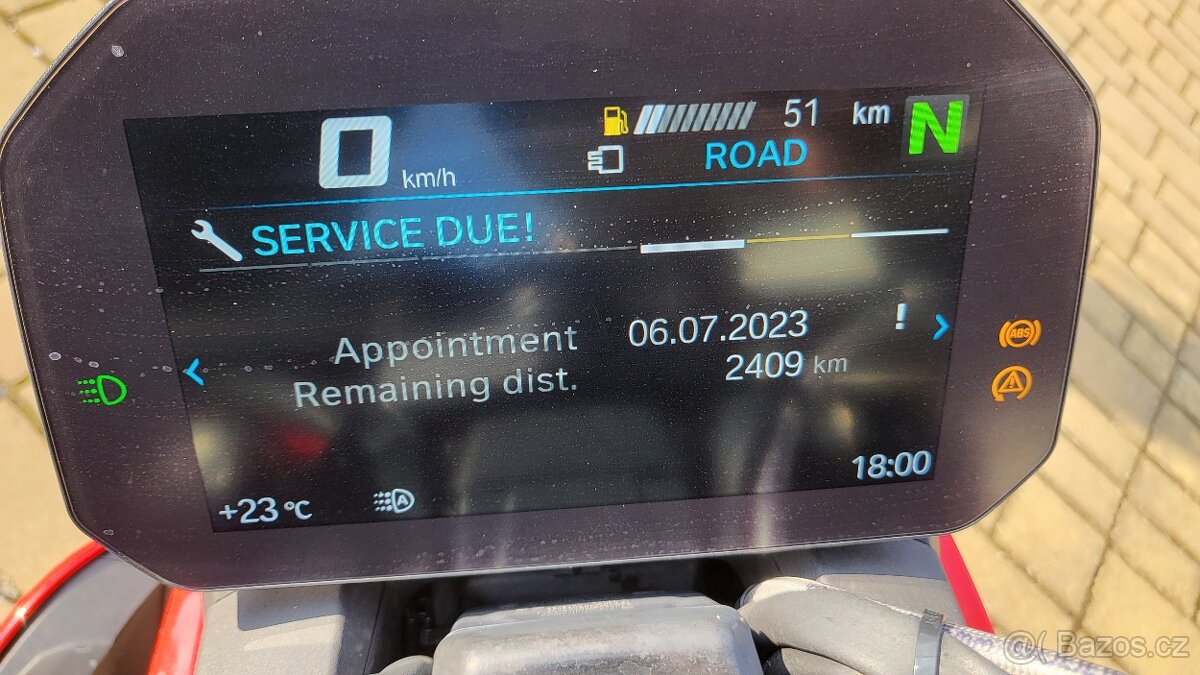 51 km N
0 km/h
ROAD
SERVICE DUE!
Appointment 06.07.2023 !
Remaining dist. 2409 km
ABS
18:00
+23 °C
A
Bazos.cz